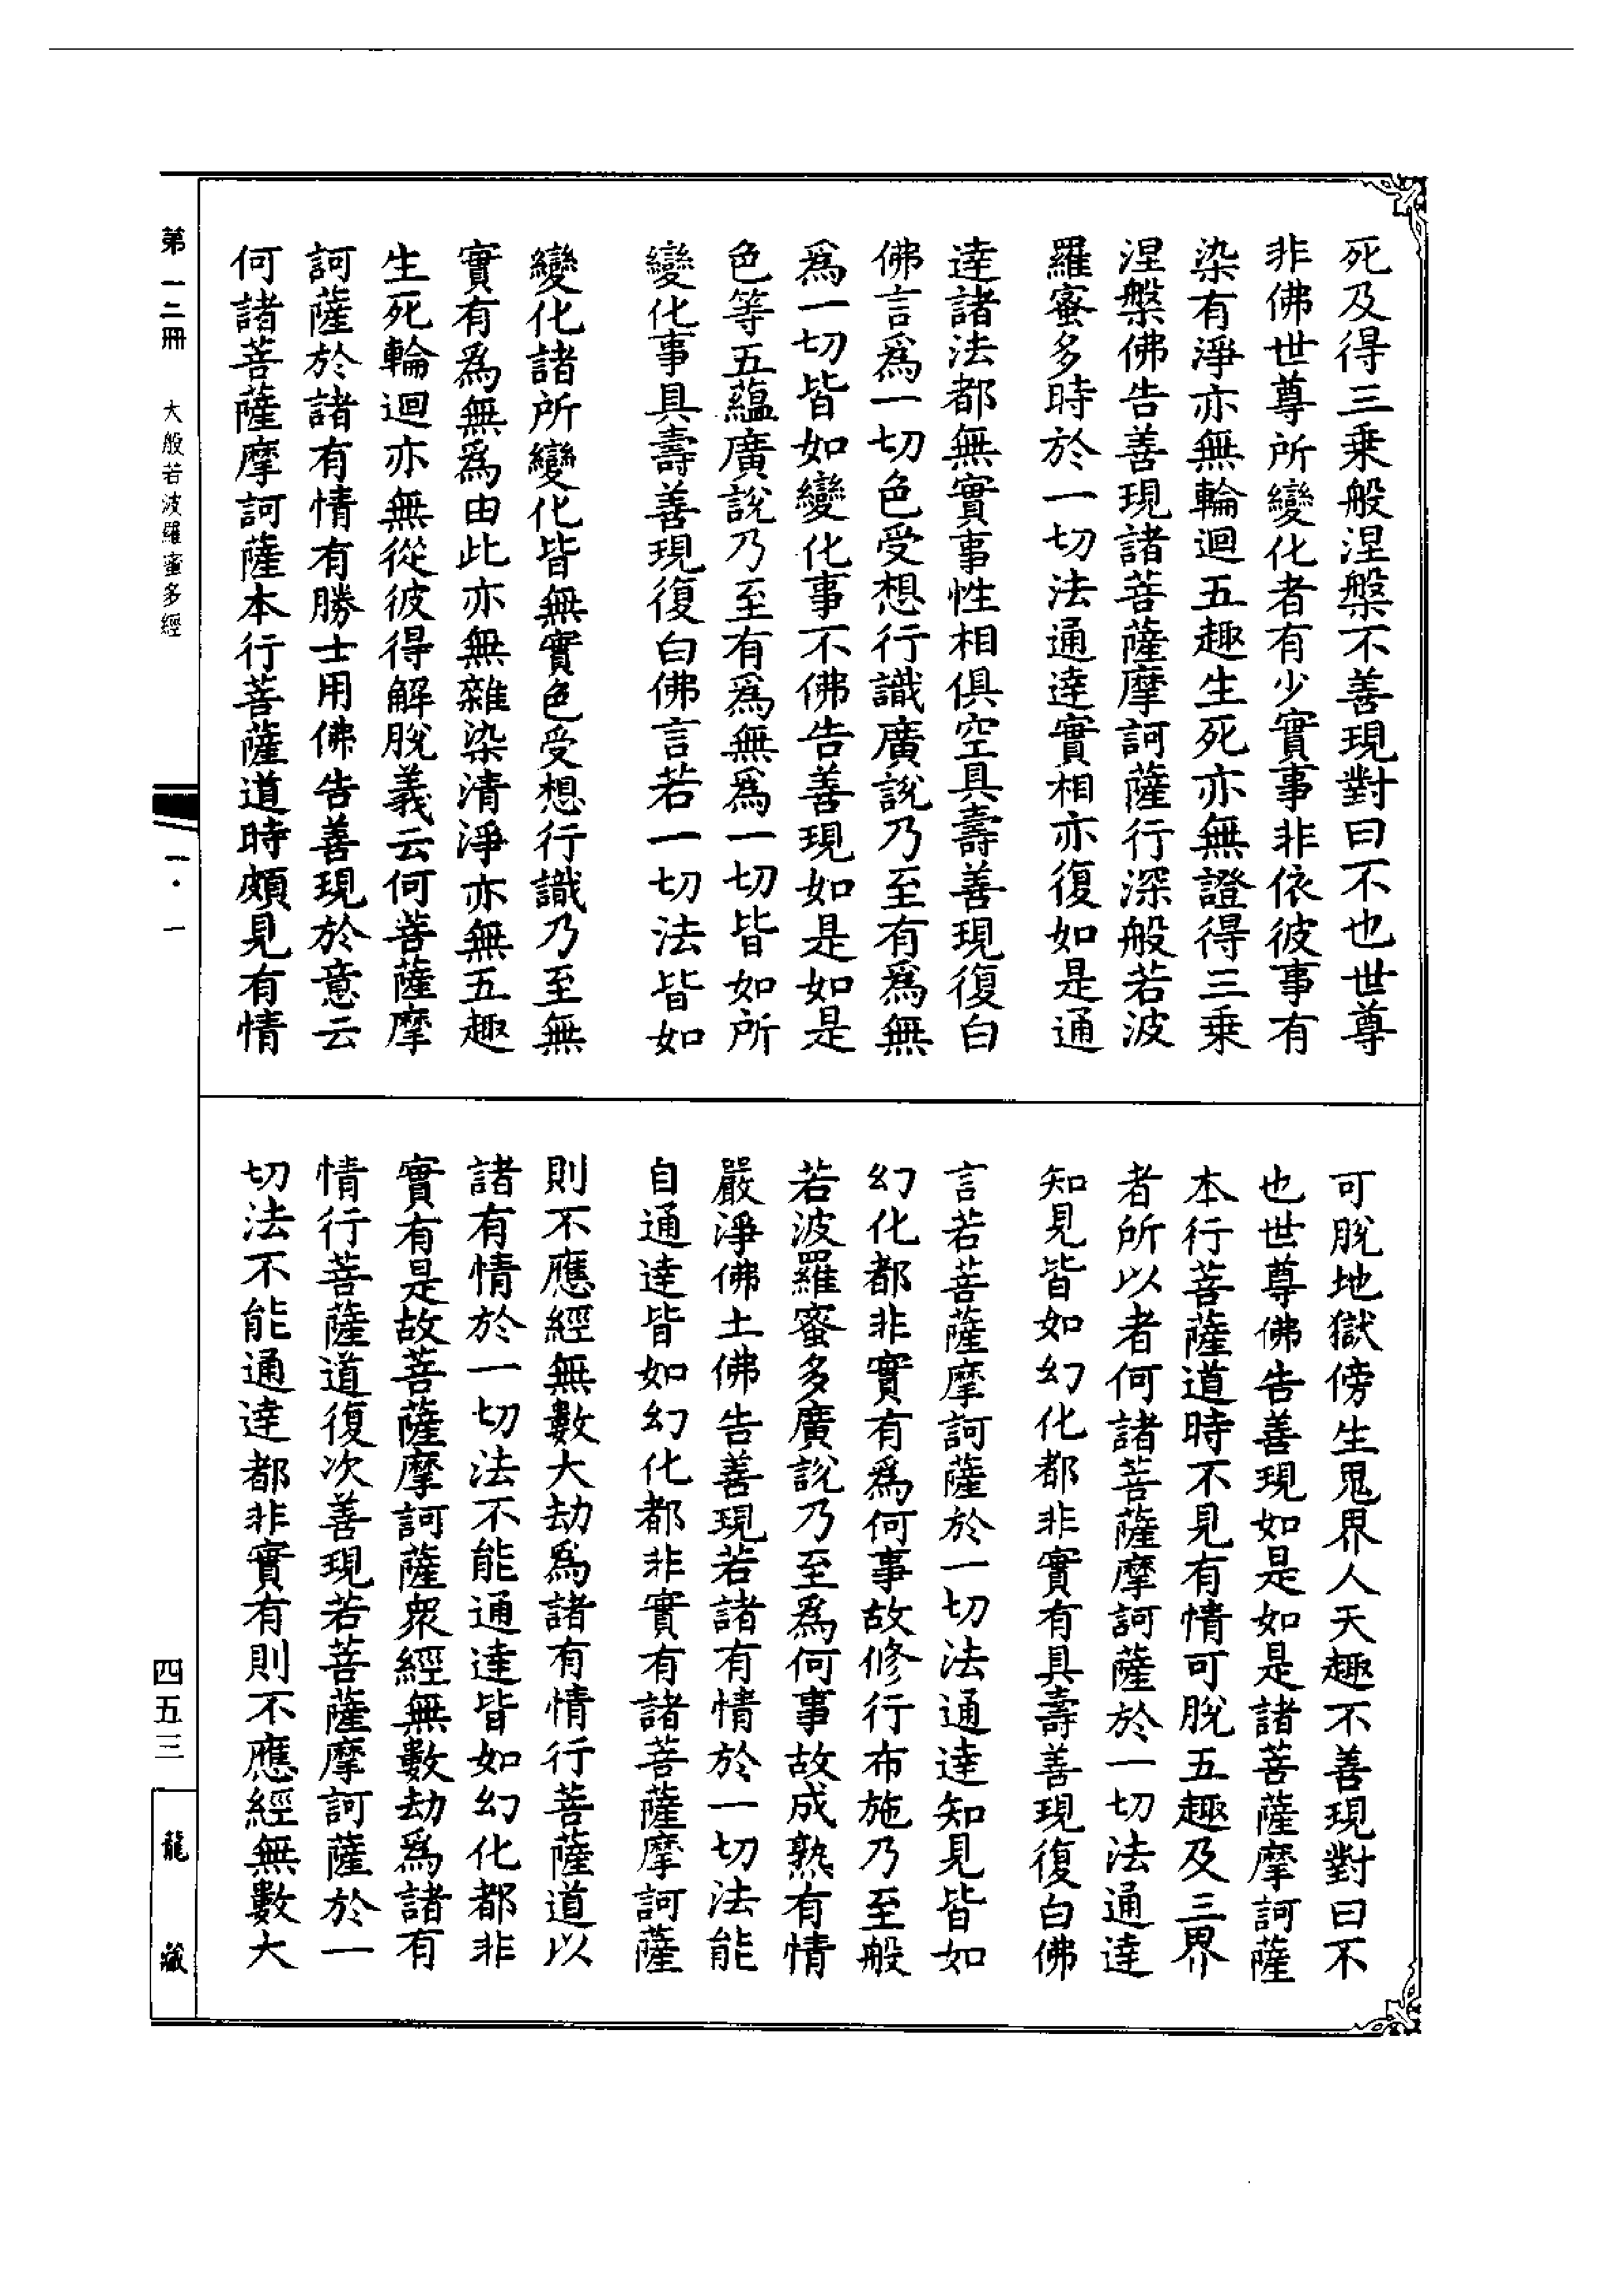 死及得三乗般涅槃不善現對曰不也世尊
非佛世尊所變化者有少實事非依彼事有
染有淨亦無輪迴五趣生死亦無證得三乗
涅槃佛告善現諸菩薩摩訶薩行深般若波
羅蜜多時於一切法通達實相亦復如是通
達諸法都無實事性相俱空具壽善現復白
佛言爲一切色受想行識廣說乃至有爲無
爲一切皆如變化事不佛告善現如是如是
色等五蘊廣說乃至有爲無爲一切皆如所
變化事具壽善現復白佛言若一切法皆如
變化諸所變化皆無實色受想行識乃至無
實有爲無爲由此亦無雜染清淨亦無五趣
生死輪迴亦無從彼得解脫義云何菩薩摩
訶薩於諸有情有勝士用佛告善現於意云
何諸菩薩摩訶薩本行菩薩道時頗見有情
可脫地獄傍生鬼界人天趣不善現對曰不
也世尊佛告善現如是如是諸菩薩摩訶薩
本行菩薩道時不見有情可脫五趣及三界
者所以者何諸菩薩摩訶薩於一切法通達
知見皆如幻化都非實有具壽善現復白佛
言若菩薩摩訶薩於一切法通達知見皆如
幻化都非實有爲何事故修行布施乃至般
若波羅蜜多廣說乃至爲何事故成熟有情
嚴淨佛土佛告善現若諸有情於一切法能
自通達皆如幻化都非實有諸菩薩摩訶薩
則不應經無數大劫爲諸有情行菩薩道以
諸有情於一切法不能通達皆如幻化都非
實有是故菩薩摩訶薩衆經無數劫爲諸有
情行菩薩道復次善現若菩薩摩訶薩於一
切法不能通達都非實有則不應經無數大
第一三冊 大般若波羅蜜多經
一·一
四五三
龍藏